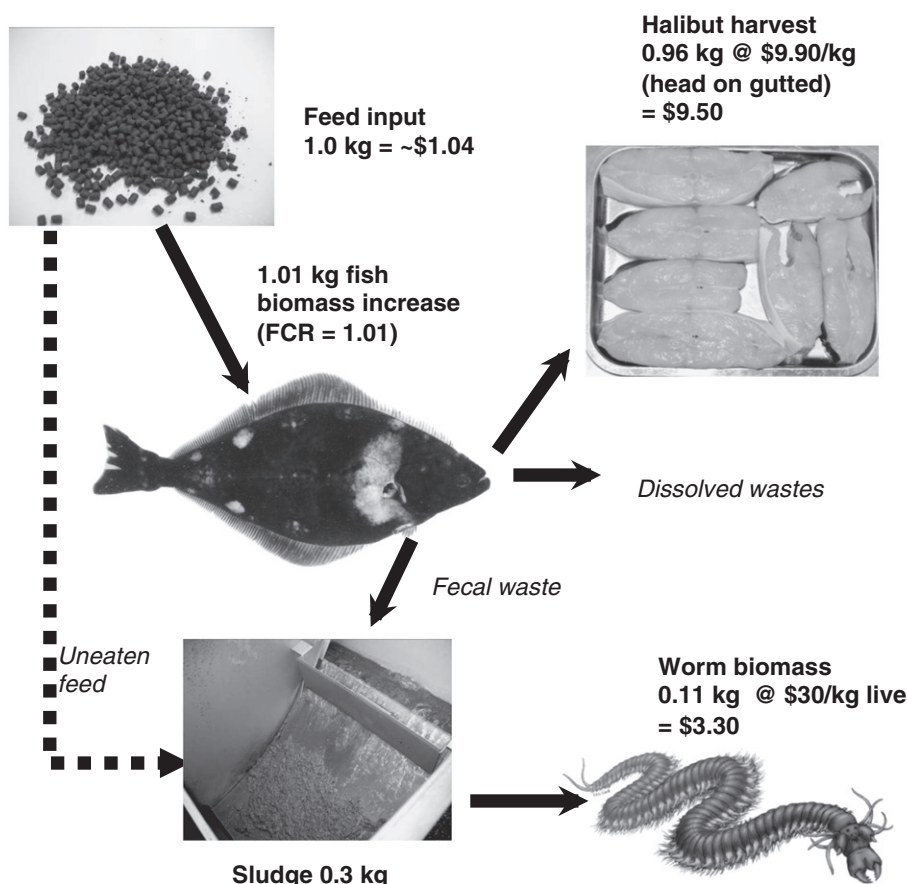 Halibut harvest
0.96 kg @ $9.90/kg
(head on gutted)
= $9.50
Feed input
1.0 kg = ~$1.04
1.01 kg fish
biomass increase
(FCR = 1.01)
Dissolved wastes
Fecal waste
Uneaten
feed
Worm biomass
0.11 kg @ $30/kg live
= $3.30
Sludge 0.3 kg